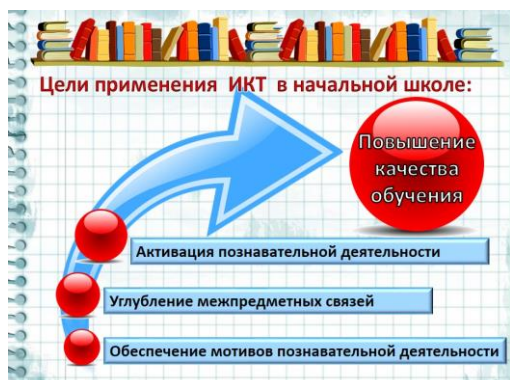 Цели применения ИКТ в начальной школе:
Повышение
качества
обучения
Активация познавательной деятельности
Углубление межпредметных связей
Обеспечение мотивов познавательной деятельности